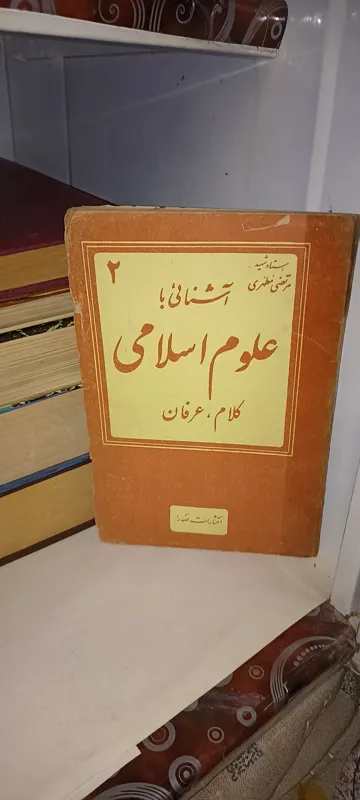 استاد شهید
مرتضی مطهری
۲
آشنائی با
علوم اسلامی
کلام، عرفان
انتشارات صدرا